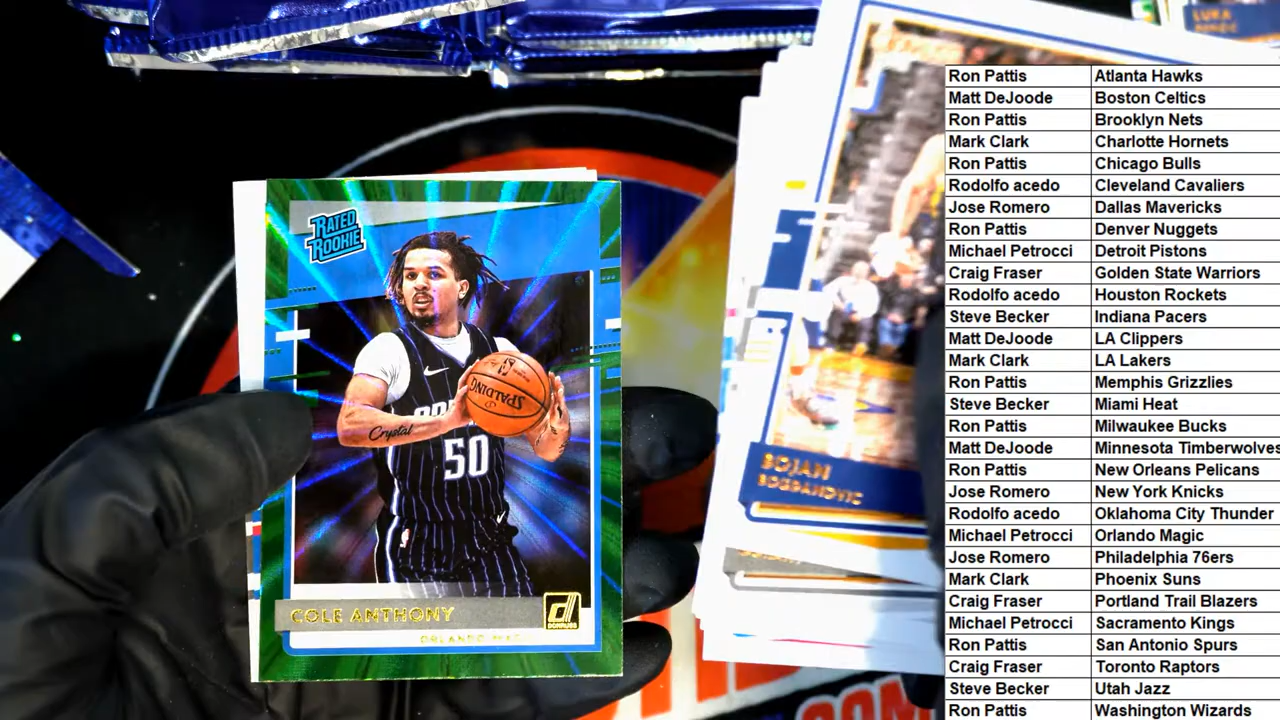 LUKA
RATED
ROOKIE
SPALDING
Crystal
50
COLE ANTHONY
DONRUSS
BOJAN
BOGDANOVIC
Ron Pattis Atlanta Hawks
Matt DeJoode Boston Celtics
Ron Pattis Brooklyn Nets
Mark Clark Charlotte Hornets
Ron Pattis Chicago Bulls
Rodolfo acedo Cleveland Cavaliers
Jose Romero Dallas Mavericks
Ron Pattis Denver Nuggets
Michael Petrocci Detroit Pistons
Craig Fraser Golden State Warriors
Rodolfo acedo Houston Rockets
Steve Becker Indiana Pacers
Matt DeJoode LA Clippers
Mark Clark LA Lakers
Ron Pattis Memphis Grizzlies
Steve Becker Miami Heat
Ron Pattis Milwaukee Bucks
Matt DeJoode Minnesota Timberwolves
Ron Pattis New Orleans Pelicans
Jose Romero New York Knicks
Rodolfo acedo Oklahoma City Thunder
Michael Petrocci Orlando Magic
Jose Romero Philadelphia 76ers
Mark Clark Phoenix Suns
Craig Fraser Portland Trail Blazers
Michael Petrocci Sacramento Kings
Ron Pattis San Antonio Spurs
Craig Fraser Toronto Raptors
Steve Becker Utah Jazz
Ron Pattis Washington Wizards